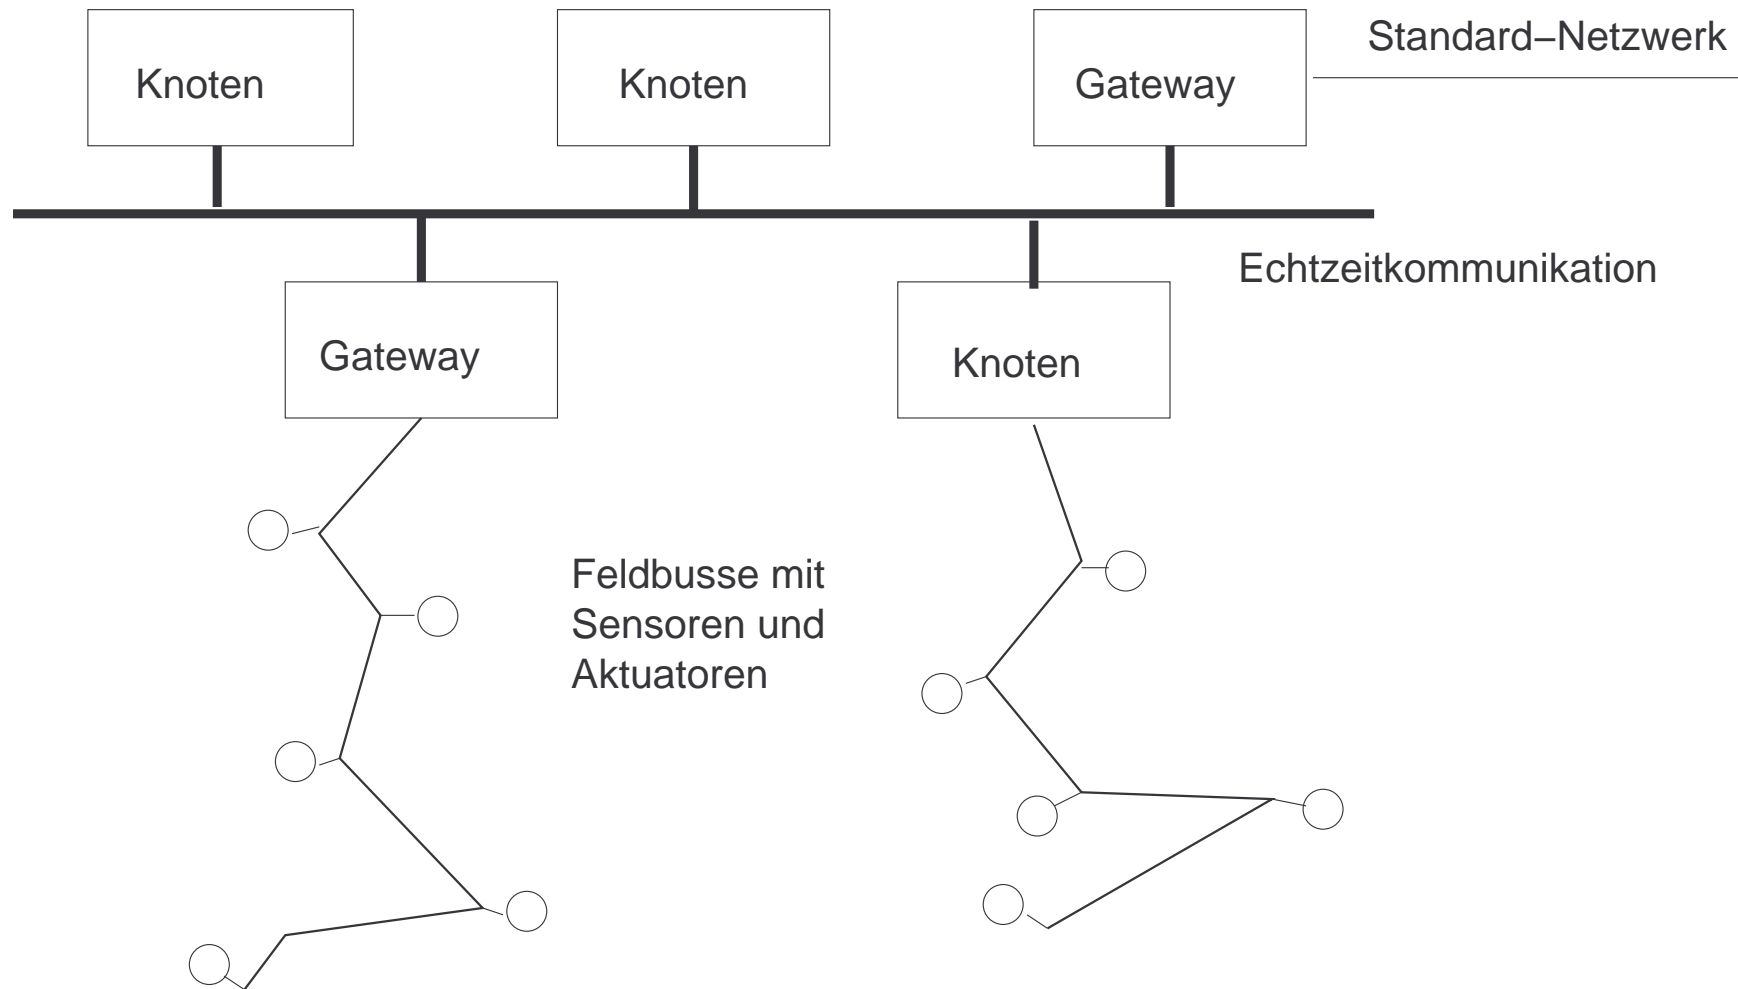 Standard–Netzwerk
Knoten
Knoten
Gateway
Echtzeitkommunikation
Gateway
Knoten
Feldbusse mit
Sensoren und
Aktuatoren